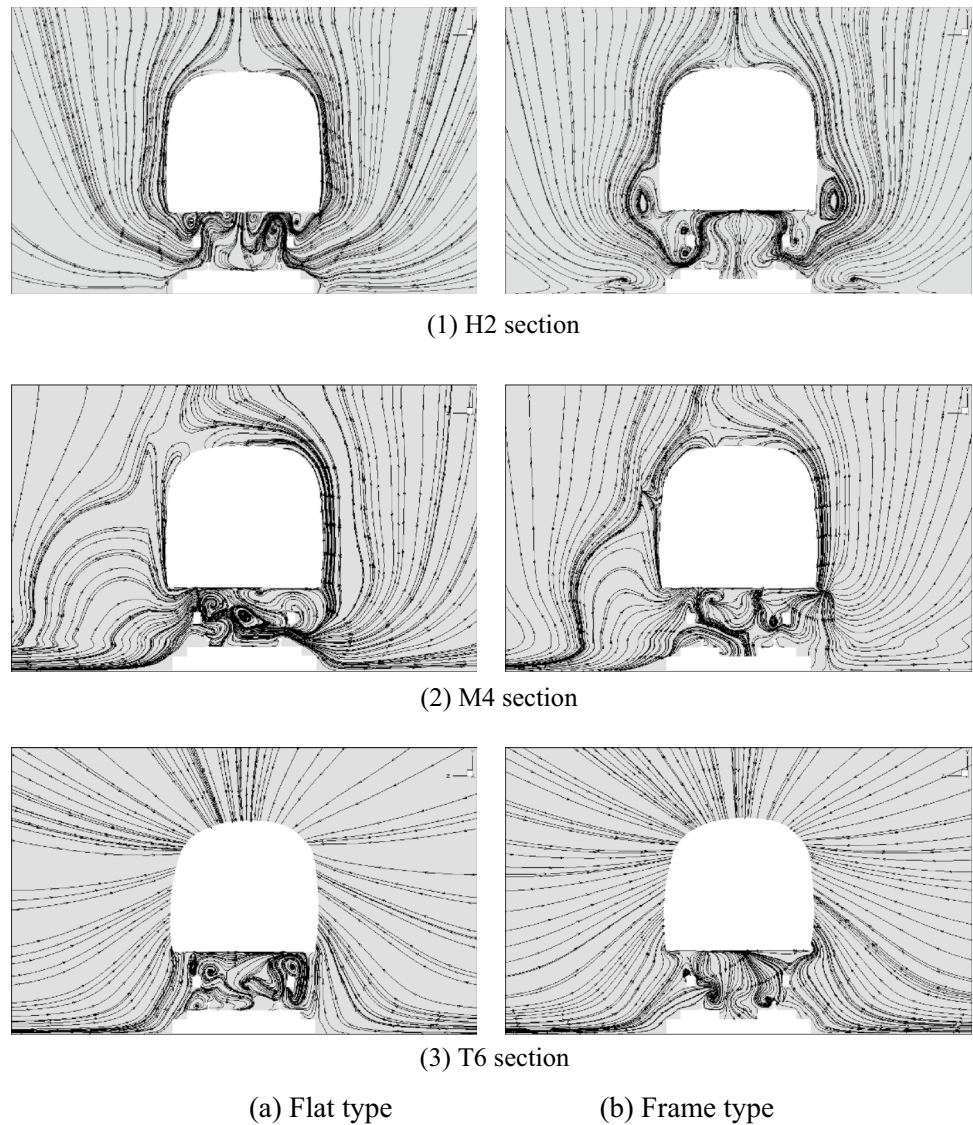 (1) H2 section
(2) M4 section
(3) T6 section
(a) Flat type
(b) Frame type